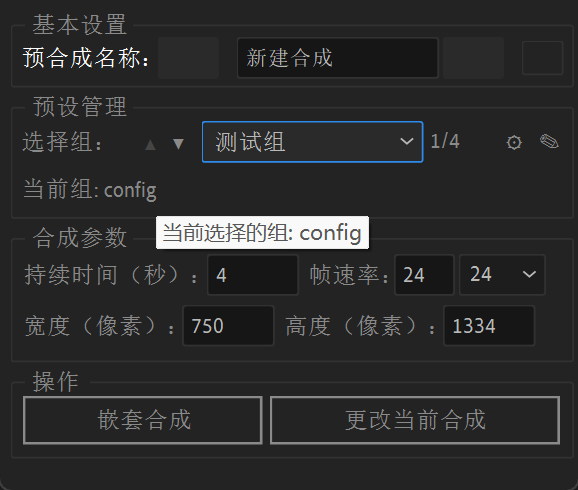 基本设置
预合成名称： 新建合成
预设管理
选择组： ▲ ▼ 测试组 1/4
当前组: config
当前选择的组: config
合成参数
持续时间（秒）: 4 帧速率: 24 24
宽度（像素）: 750 高度（像素）: 1334
操作
嵌套合成 更改当前合成